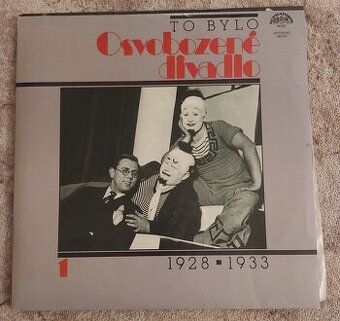 TO BYLO
Osvobozené
divadlo
1
1928 ▪ 1933